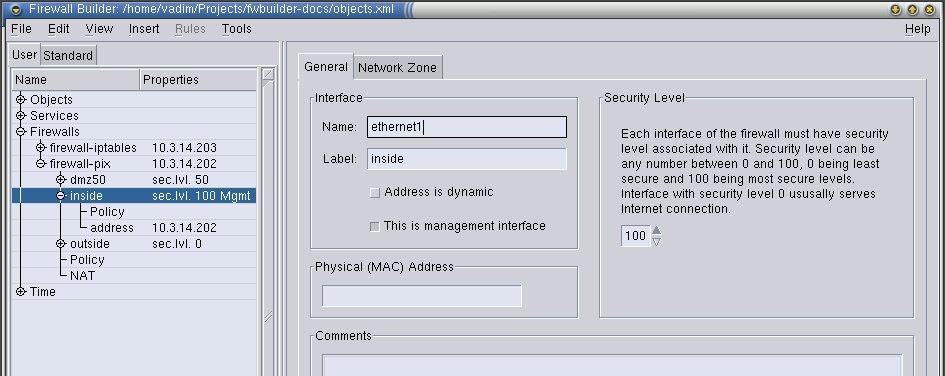 Firewall Builder: /home/vadim/Projects/fwbuilder-docs/objects.xml
File Edit View Insert Rules Tools Help
User Standard
Name Properties
Objects
Services
Firewalls
firewall-iptables 10.3.14.203
firewall-pix 10.3.14.202
dmz50 sec.lvl. 50
inside sec.lvl. 100 Mgmt
Policy
address 10.3.14.202
outside sec.lvl. 0
Policy
NAT
Time
General Network Zone
Interface
Name: ethernet1
Label: inside
Address is dynamic
This is management interface
Physical (MAC) Address
Security Level
Each interface of the firewall must have security
level associated with it. Security level can be
any number between 0 and 100, 0 being least
secure and 100 being most secure levels.
Interface with security level 0 ususally serves
Internet connection.
100
Comments